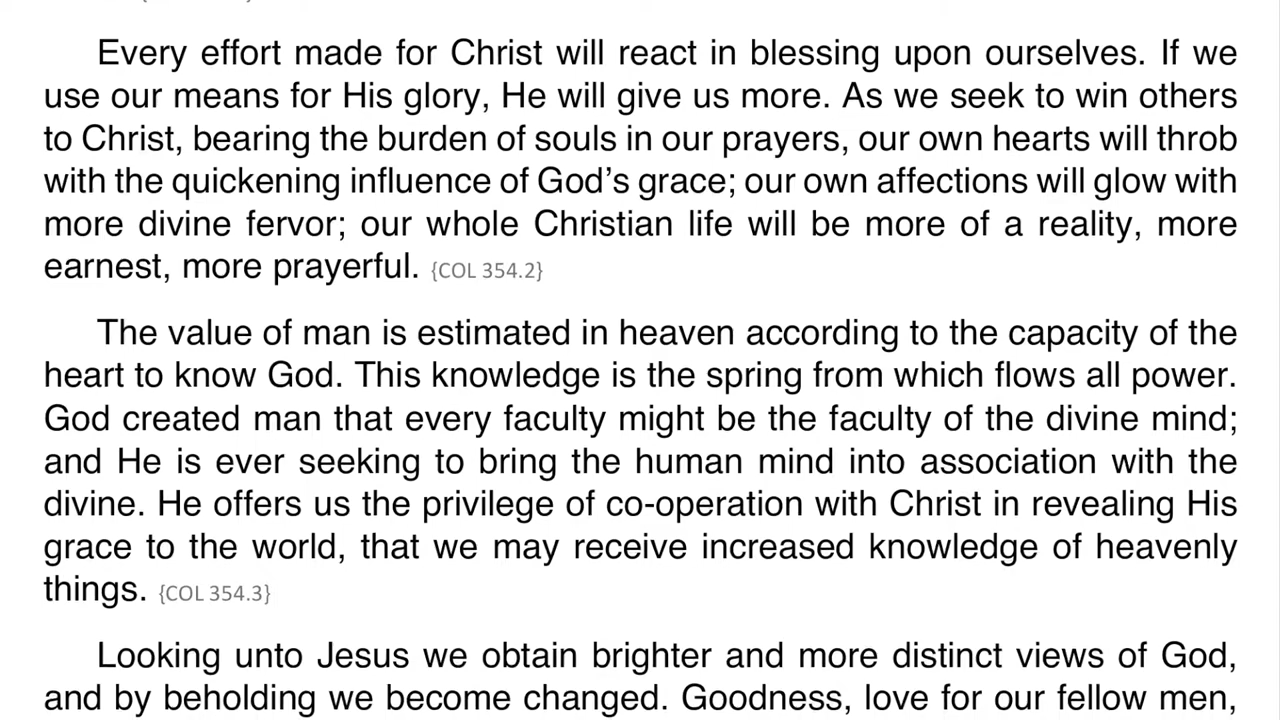 Every effort made for Christ will react in blessing upon ourselves. If we
use our means for His glory, He will give us more. As we seek to win others
to Christ, bearing the burden of souls in our prayers, our own hearts will throb
with the quickening influence of God’s grace; our own affections will glow with
more divine fervor; our whole Christian life will be more of a reality, more
earnest, more prayerful. {COL 354.2}
The value of man is estimated in heaven according to the capacity of the
heart to know God. This knowledge is the spring from which flows all power.
God created man that every faculty might be the faculty of the divine mind;
and He is ever seeking to bring the human mind into association with the
divine. He offers us the privilege of co-operation with Christ in revealing His
grace to the world, that we may receive increased knowledge of heavenly
things. {COL 354.3}
Looking unto Jesus we obtain brighter and more distinct views of God,
and by beholding we become changed. Goodness, love for our fellow men,